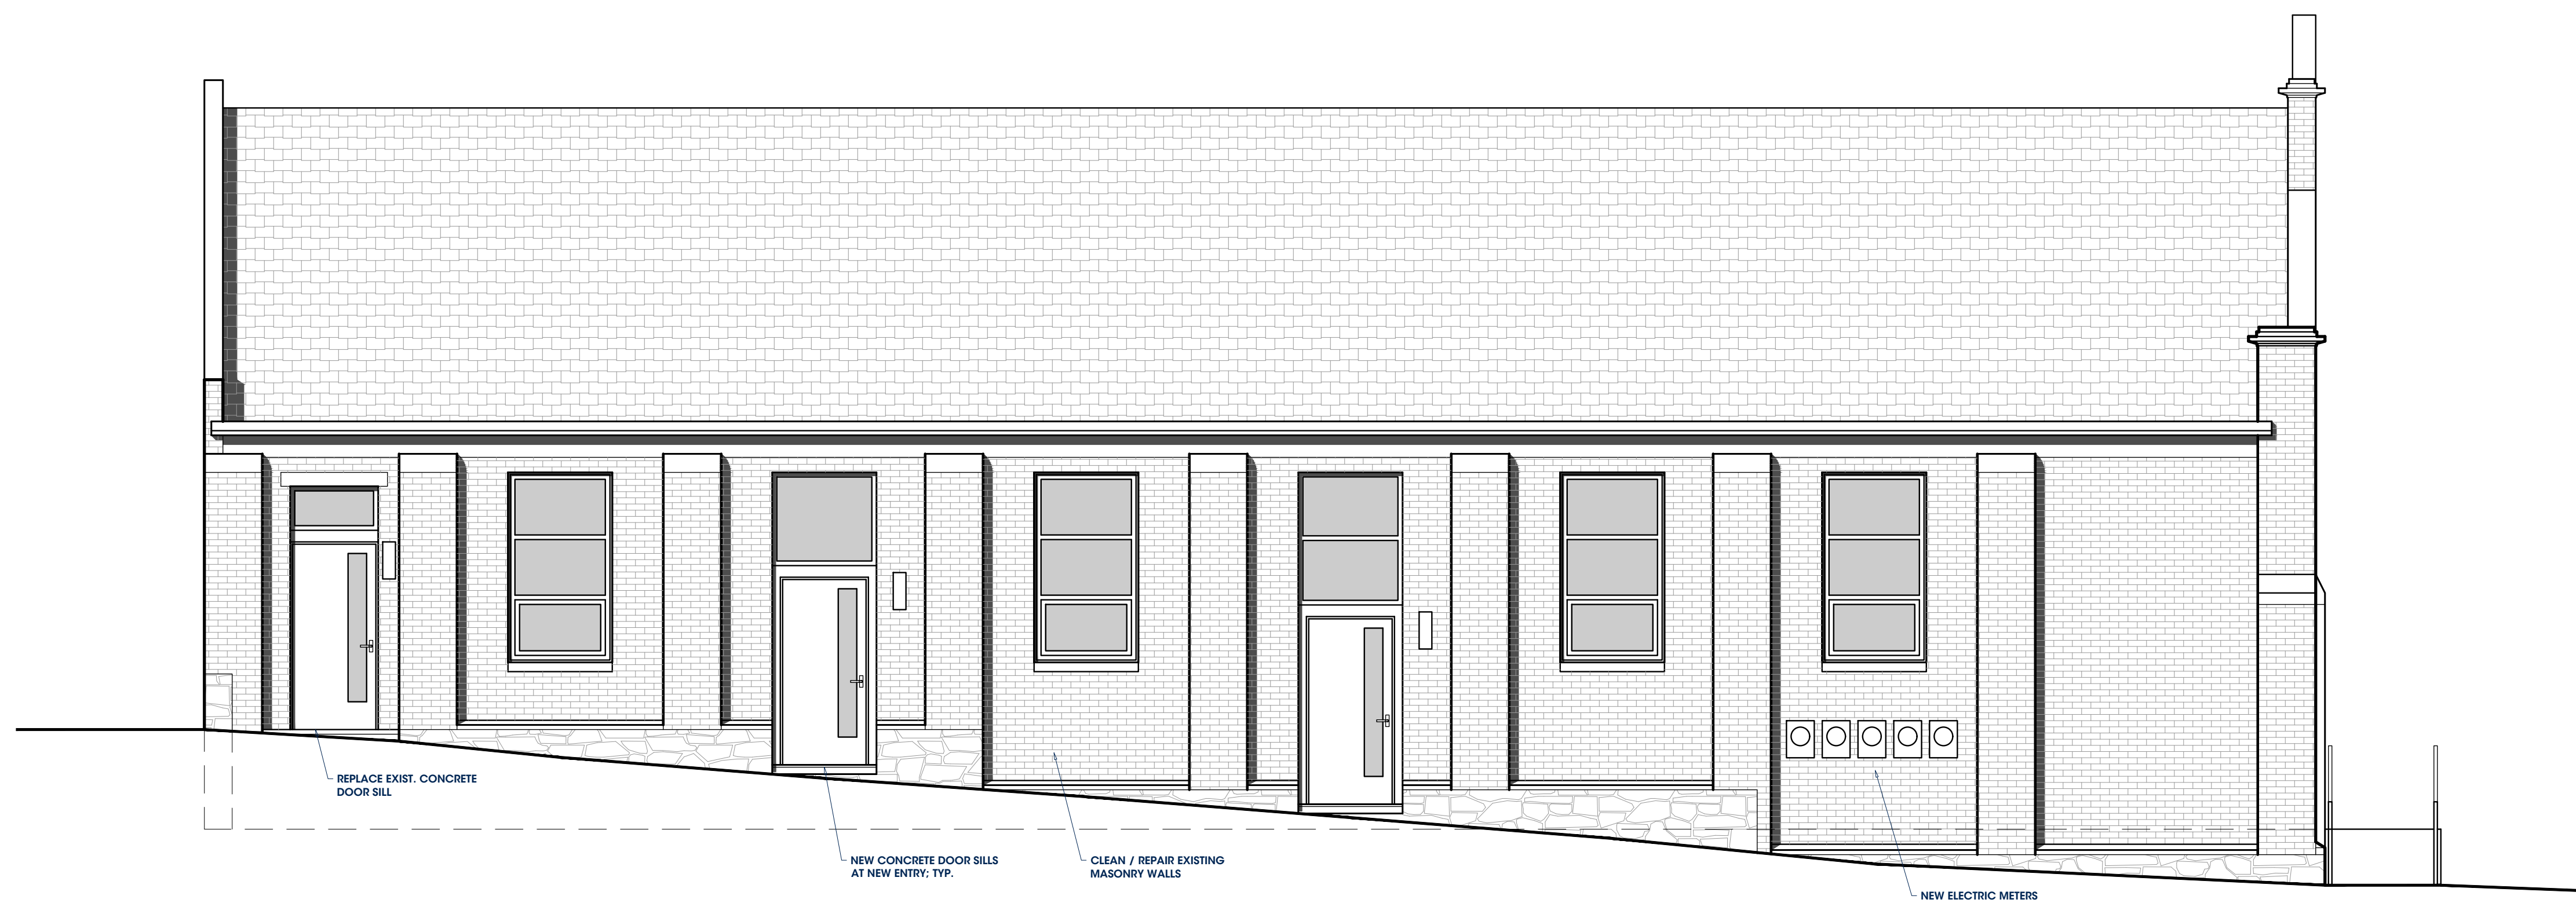 REPLACE EXIST. CONCRETE
DOOR SILL
NEW CONCRETE DOOR SILLS
AT NEW ENTRY; TYP.
CLEAN / REPAIR EXISTING
MASONRY WALLS
NEW ELECTRIC METERS